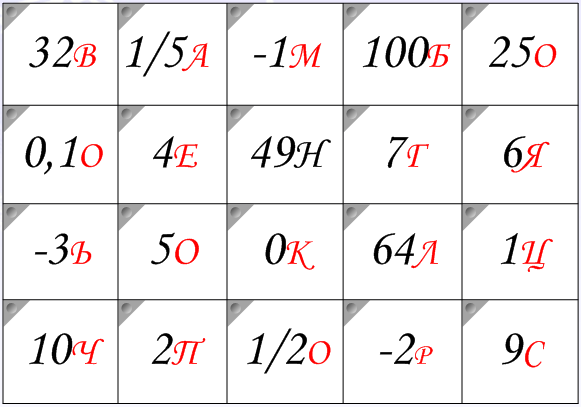 32В 1/5А -1М 100Б 25О
0,1О 4Е 49Н 7Г 6Я
-3Ь 5О 0К 64Л 1Ц
10Ч 2П 1/2О -2Р 9С